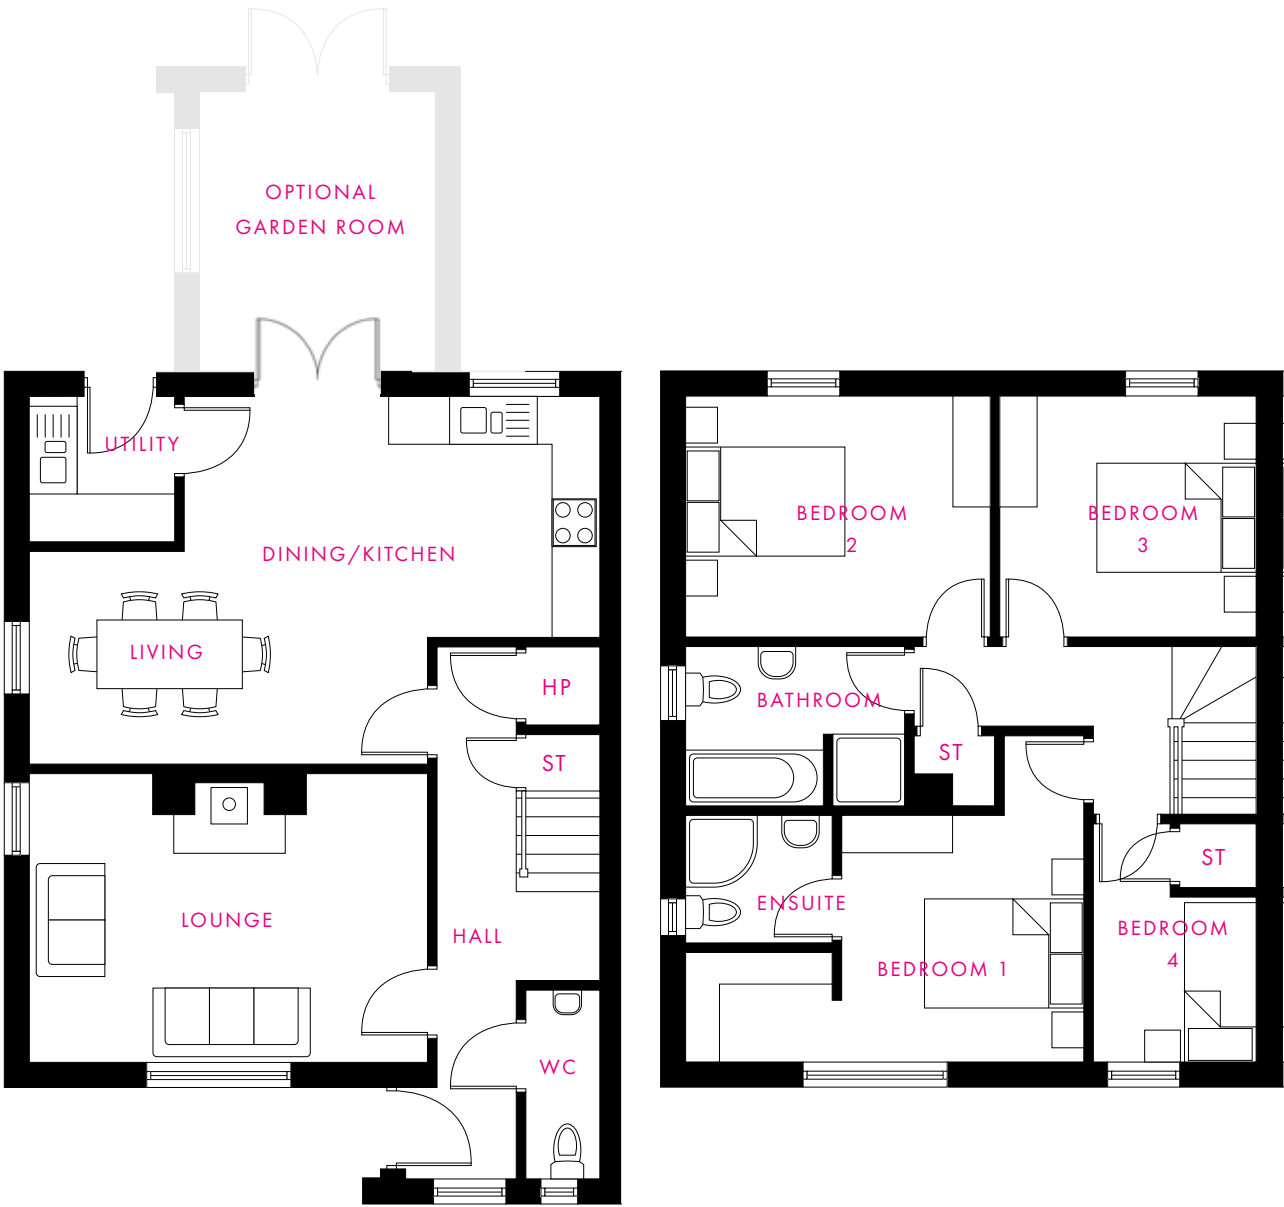 OPTIONAL
GARDEN ROOM
UTILITY
DINING/KITCHEN
LIVING
HP
ST
LOUNGE
HALL
WC
BEDROOM
2
BEDROOM
3
BATHROOM
ST
ST
ENSUITE
BEDROOM 1
BEDROOM
4